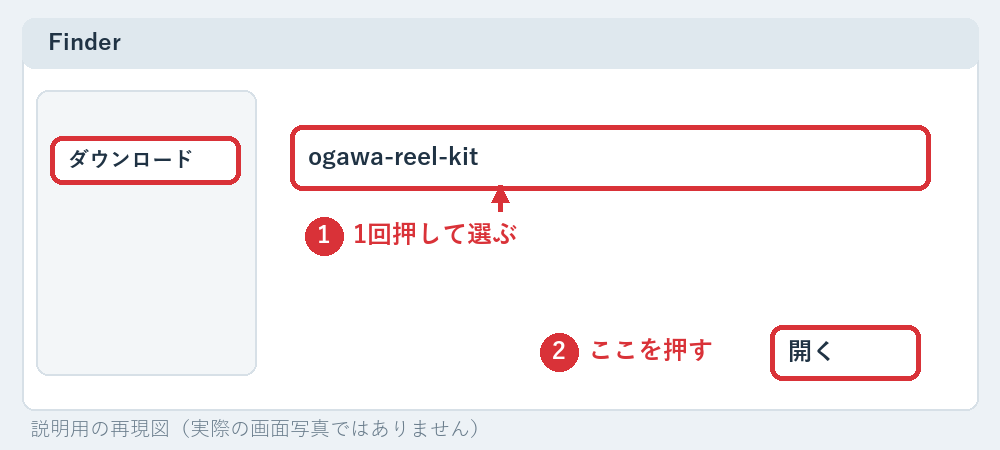 Finder
ダウンロード
ogawa-reel-kit
1 1回押して選ぶ
2 ここを押す
開く
説明用の再現図（実際の画面写真ではありません）